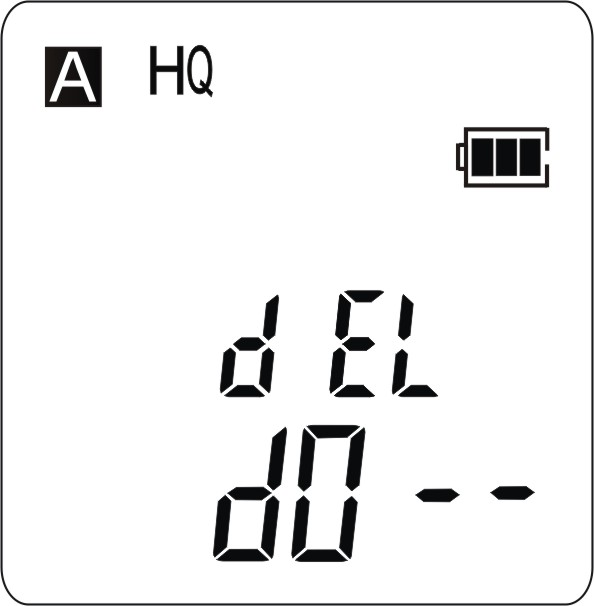 A HQ
dEL
d0--